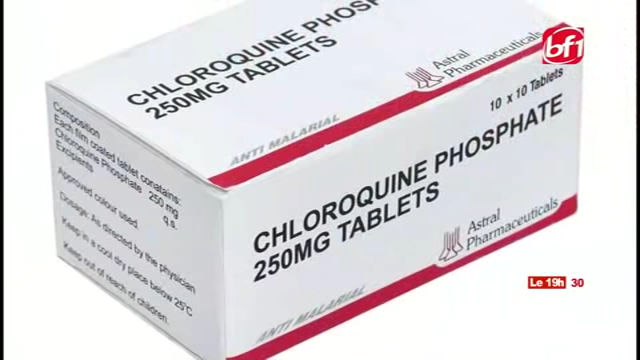 CHLOROQUINE PHOSP
250MG TABLETS
ANTI MALARIAL
Astral
Pharmaceuticals
bf1
10 x 10 Tablets
CHLOROQUINE PHOSPHATE
250MG TABLETS
Astral
Pharmaceuticals
ANTI MALARIAL
Composition
Each film coated tablet conatains:
Chloroquine Phosphate 250 mg
Excipients q.s.
Approved colour used
Dosage: As directed by the physician
Keep in a cool dry place below 25°C
Keep out of reach of children.
Le 19h 30